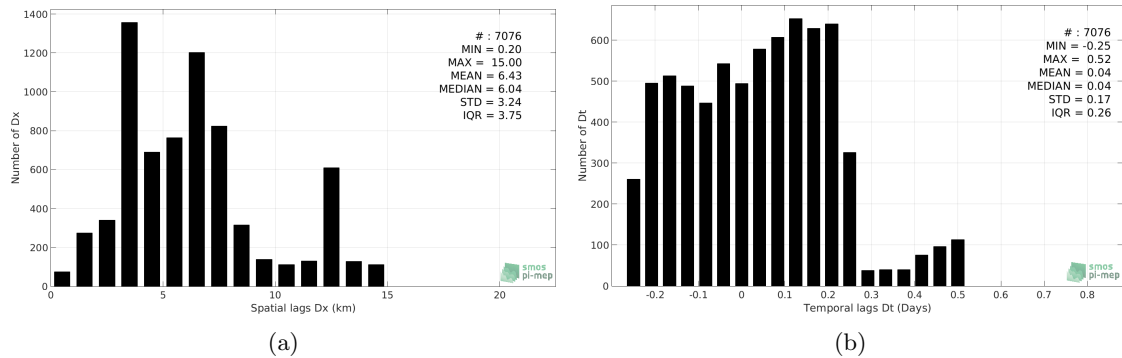 1400
1200
1000
800
600
400
200
0
Number of Dx
# : 7076
MIN = 0.20
MAX = 15.00
MEAN = 6.43
MEDIAN = 6.04
STD = 3.24
IQR = 3.75
smos
pi-mep
0 5 10 15 20
Spatial lags Dx (km)
(a)
600
500
400
300
200
100
0
Number of Dt
# : 7076
MIN = -0.25
MAX = 0.52
MEAN = 0.04
MEDIAN = 0.04
STD = 0.17
IQR = 0.26
smos
pi-mep
-0.2 -0.1 0 0.1 0.2 0.3 0.4 0.5 0.6 0.7 0.8
Temporal lags Dt (Days)
(b)